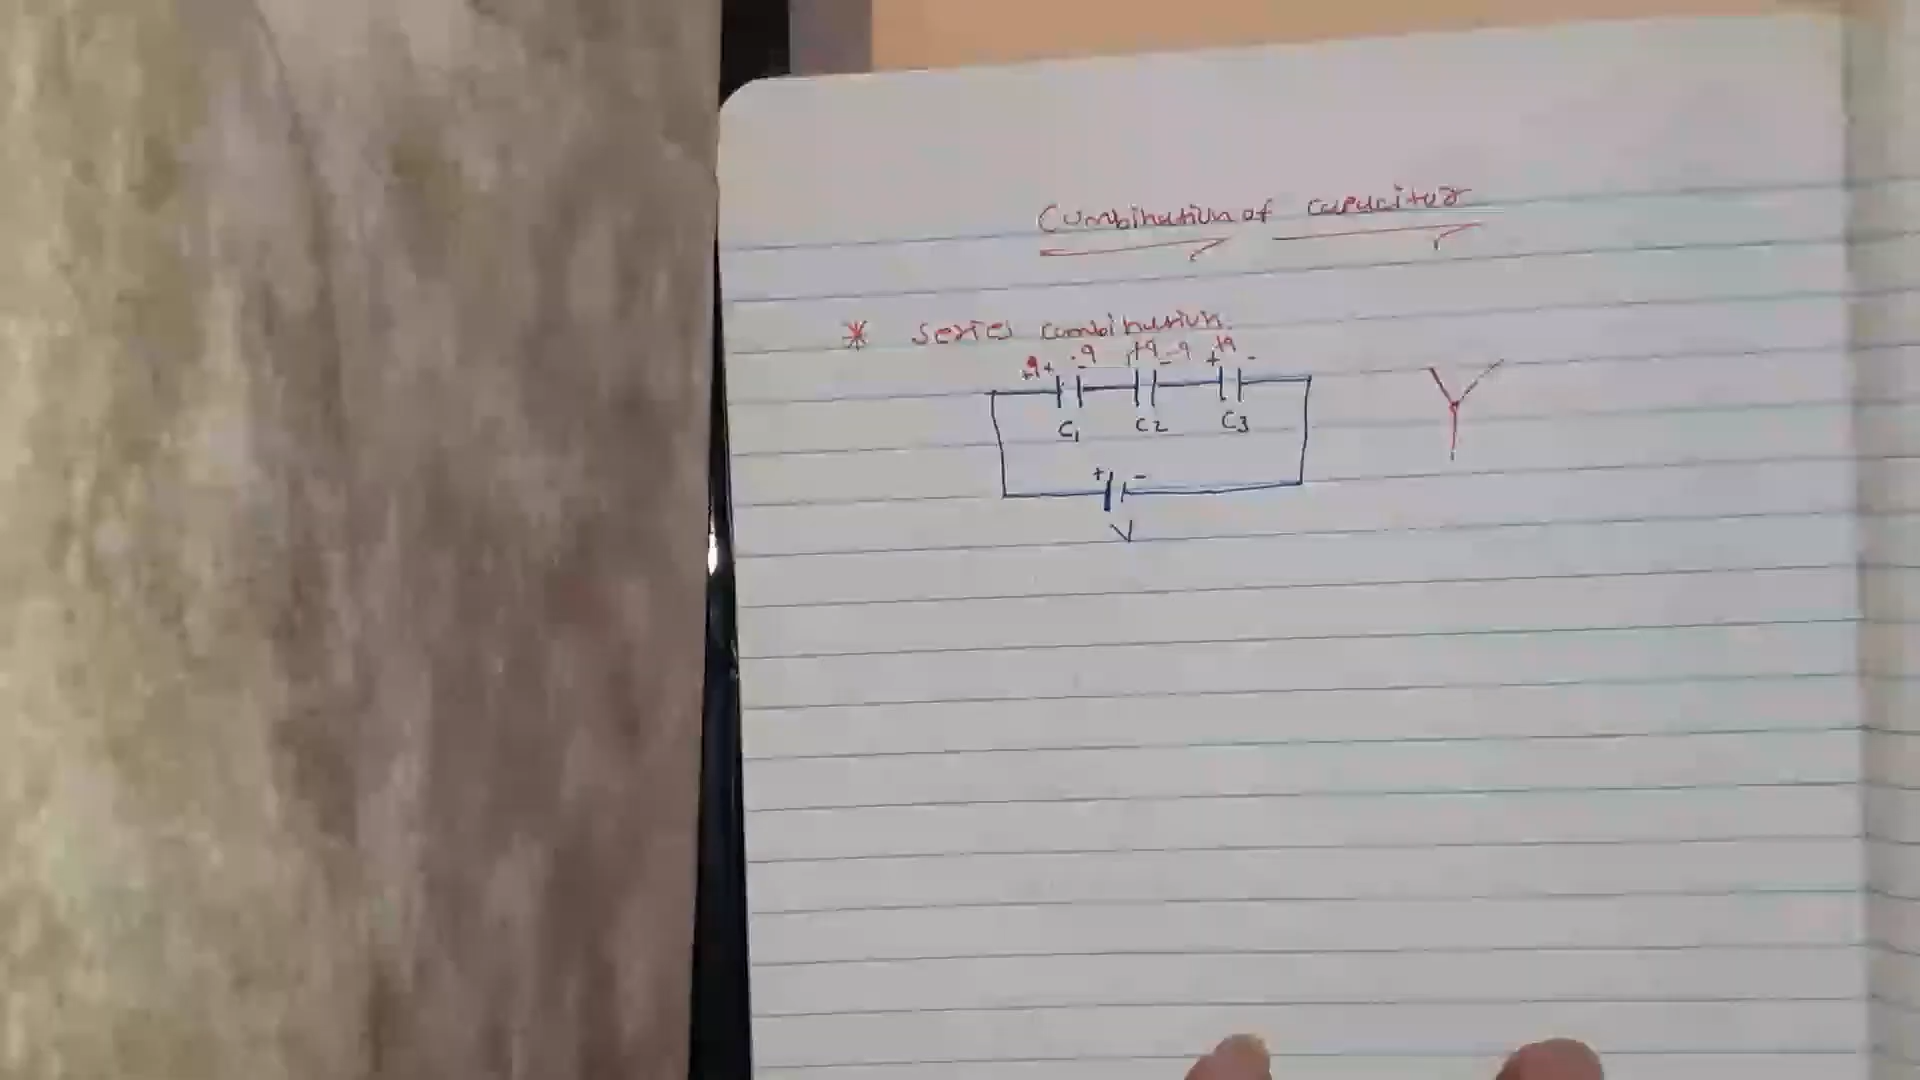 Combination of capacitor
* Series combination.
+q + - -q + +q - -q + +q -
C1 C2 C3
+ -
V